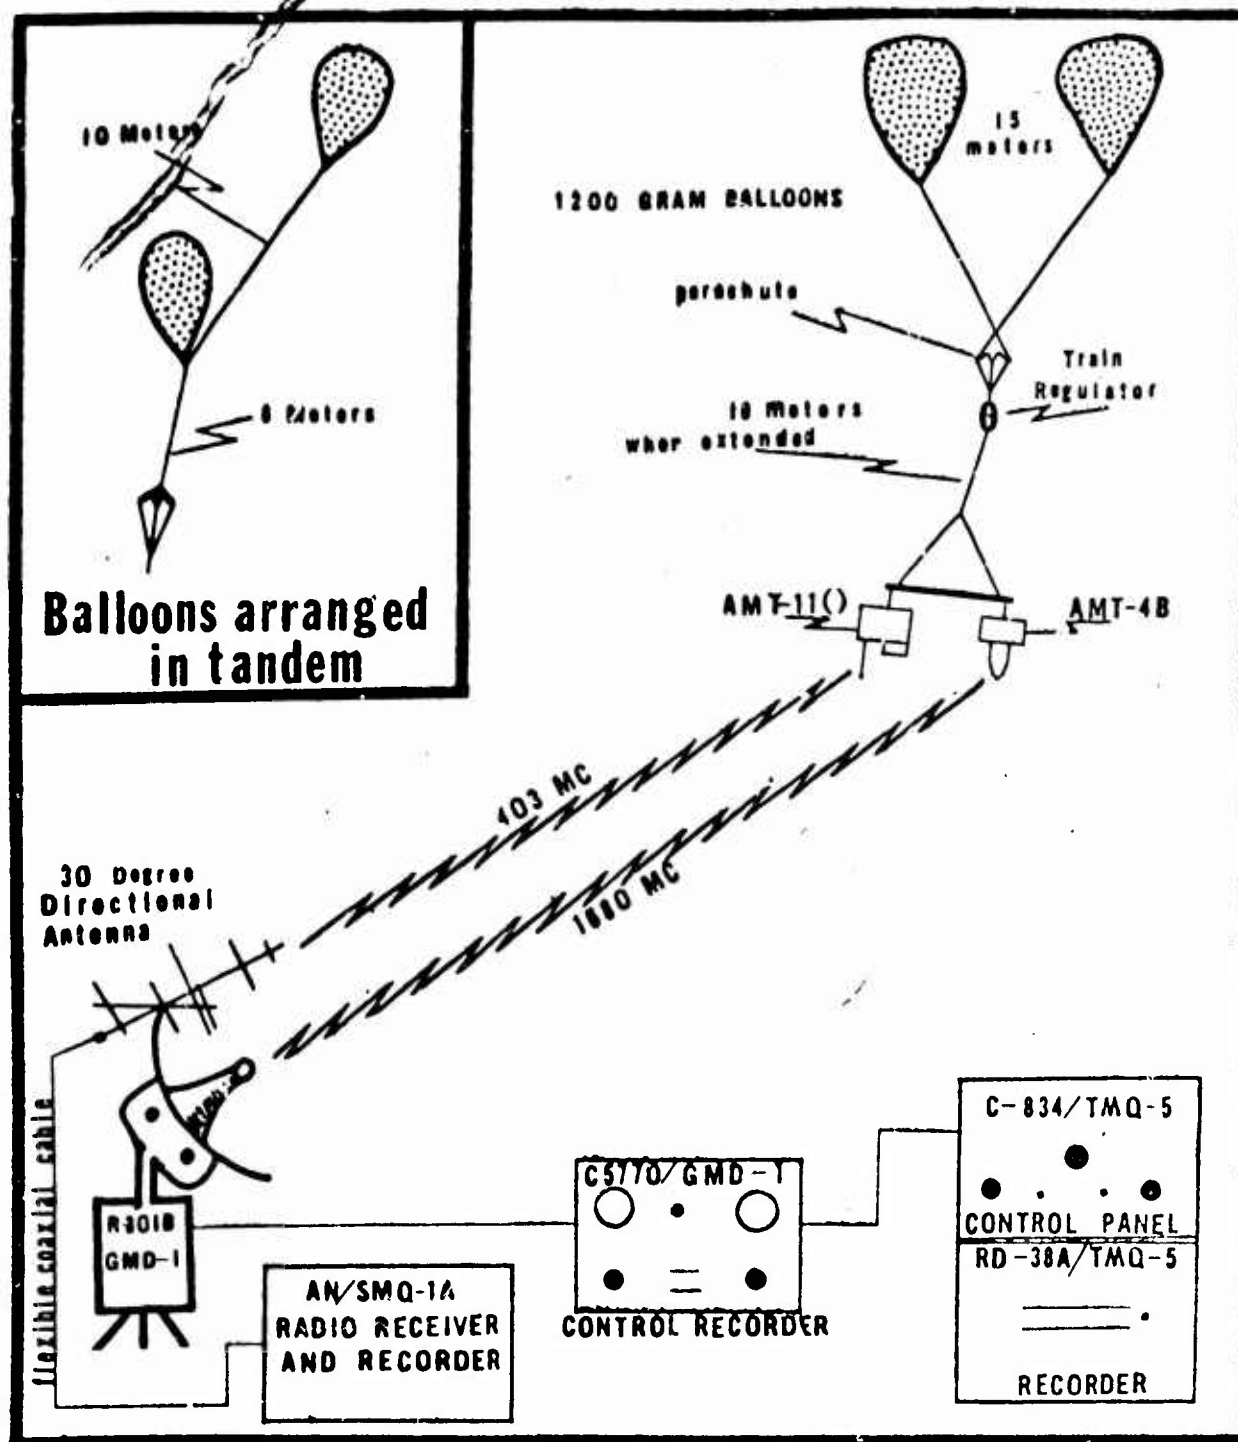 10 Meters
8 Meters
Balloons arranged
in tandem
15
meters
1200 GRAM BALLOONS
parachute
Train
Regulator
18 Meters
when extended
AMT-11()
AMT-4B
403 MC
1680 MC
30 Degree
Directional
Antenna
flexible coaxial cable
GMD-1
AN/SMQ-1A
RADIO RECEIVER
AND RECORDER
C577D/GMD-1
CONTROL RECORDER
C-834/TMQ-5
CONTROL PANEL
RD-38A/TMQ-5
RECORDER